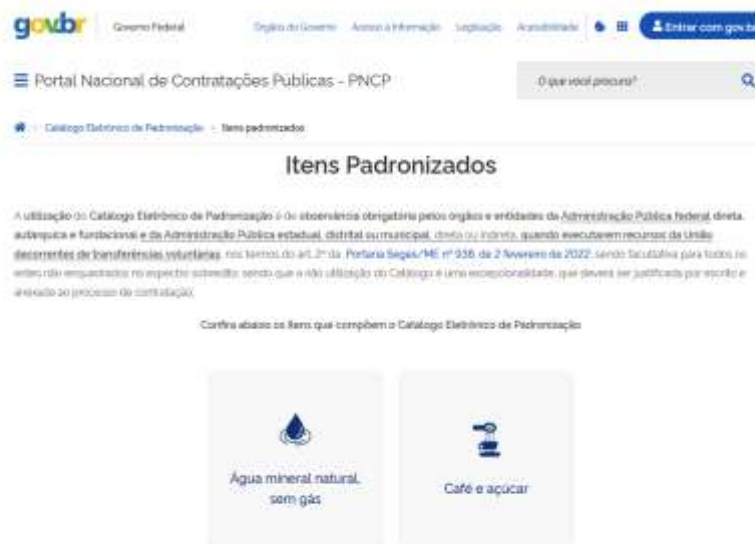 gov.br Governo Federal Órgãos do Governo Acesso à Informação Legislação Acessibilidade Entrar com gov.br
Portal Nacional de Contratações Públicas - PNCP O que você procura?
Catálogo Eletrônico de Padronização > Itens padronizados
Itens Padronizados
A utilização do Catálogo Eletrônico de Padronização é de observância obrigatória pelos órgãos e entidades da Administração Pública federal direta,
autárquica e fundacional e da Administração Pública estadual, distrital ou municipal, direta ou indireta, quando executarem recursos da União
decorrentes de transferências voluntárias, nos termos do art. 2º da Portaria Seges/ME nº 938, de 2 fevereiro de 2022, sendo facultativa para todos os
entes não enquadrados no espectro sobredito; sendo que a não utilização do Catálogo é uma excepcionalidade, que deverá ser justificada por escrito e
anexada ao processo de contratação;
Confira abaixo os itens que compõem o Catálogo Eletrônico de Padronização
Água mineral natural,
sem gás
Café e açúcar